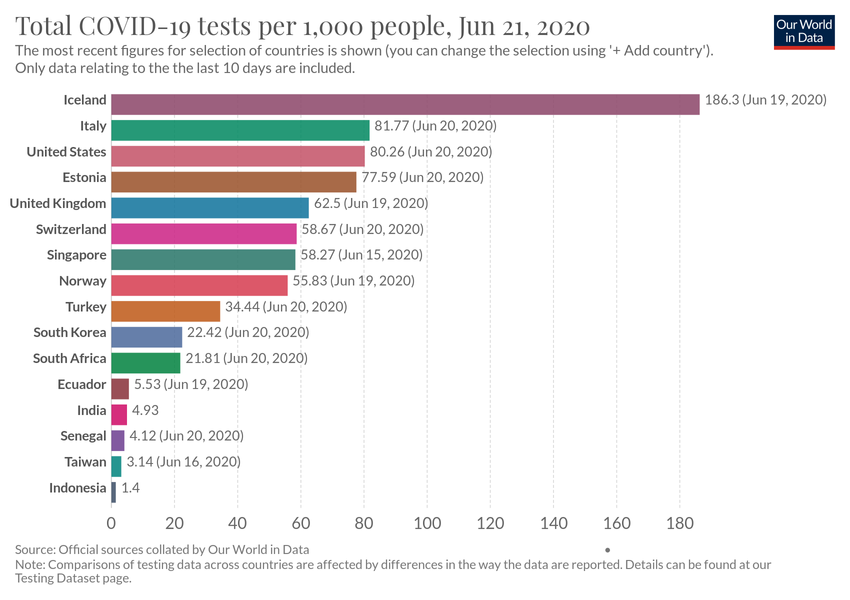 Total COVID-19 tests per 1,000 people, Jun 21, 2020
Our World
in Data
The most recent figures for selection of countries is shown (you can change the selection using '+ Add country').
Only data relating to the the last 10 days are included.
Iceland 186.3 (Jun 19, 2020)
Italy 81.77 (Jun 20, 2020)
United States 80.26 (Jun 20, 2020)
Estonia 77.59 (Jun 20, 2020)
United Kingdom 62.5 (Jun 19, 2020)
Switzerland 58.67 (Jun 20, 2020)
Singapore 58.27 (Jun 15, 2020)
Norway 55.83 (Jun 19, 2020)
Turkey 34.44 (Jun 20, 2020)
South Korea 22.42 (Jun 20, 2020)
South Africa 21.81 (Jun 20, 2020)
Ecuador 5.53 (Jun 19, 2020)
India 4.93
Senegal 4.12 (Jun 20, 2020)
Taiwan 3.14 (Jun 16, 2020)
Indonesia 1.4
0 20 40 60 80 100 120 140 160 180
Source: Official sources collated by Our World in Data
Note: Comparisons of testing data across countries are affected by differences in the way the data are reported. Details can be found at our
Testing Dataset page.